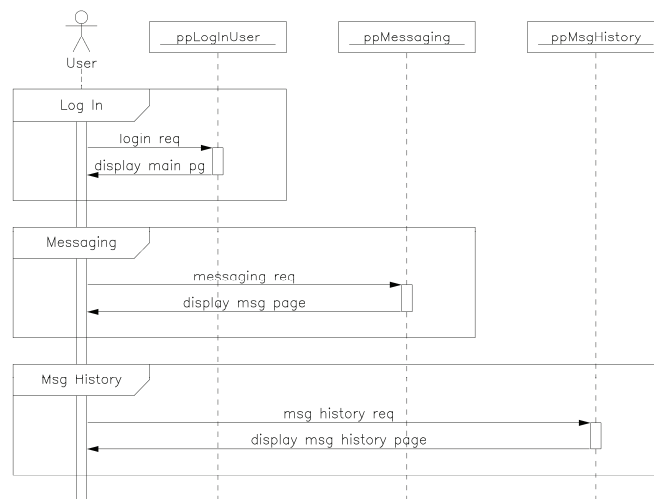 ppLogInUser
ppMessaging
ppMsgHistory
User
Log In
login req
display main pg
Messaging
messaging req
display msg page
Msg History
msg history req
display msg history page